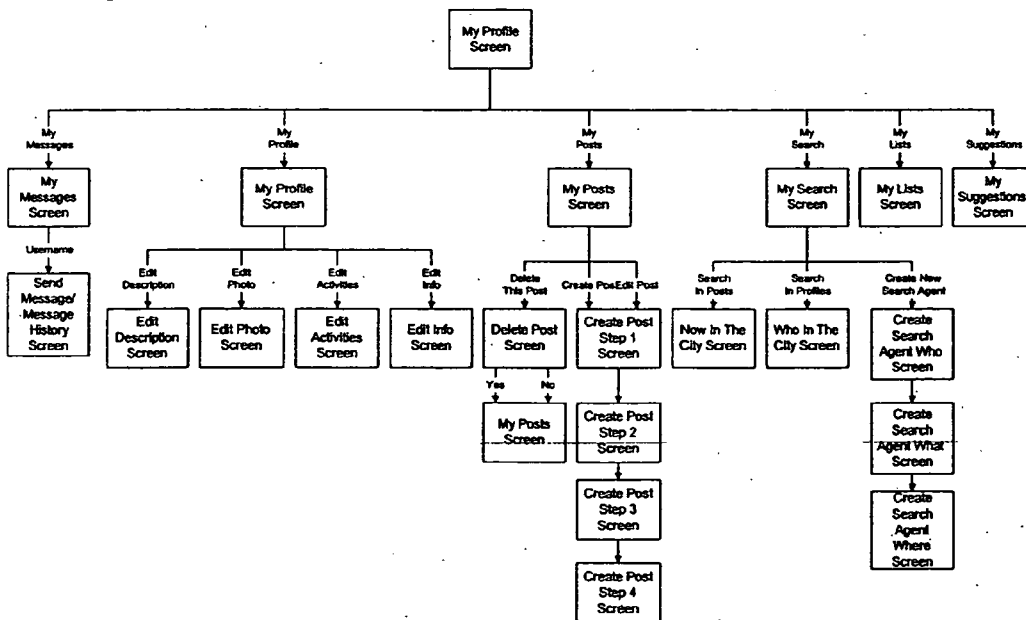 My Profile
Screen
My
Messages
My
Profile
My
Posts
My
Search
My
Lists
My
Suggestions
My
Messages
Screen
My Profile
Screen
My Posts
Screen
My Search
Screen
My Lists
Screen
My
Suggestions
Screen
Username
Edit
Description
Edit
Photo
Edit
Activities
Edit
Info
Delete
This Post
Create Pos
Edit Post
Search
In Posts
Search
In Profiles
Create New
Search Agent
Send
Message/
Message
History
Screen
Edit
Description
Screen
Edit Photo
Screen
Edit
Activities
Screen
Edit Info
Screen
Delete Post
Screen
Create Post
Step 1
Screen
Now In The
City Screen
Who In The
City Screen
Create
Search
Agent Who
Screen
Yes
No
My Posts
Screen
Create Post
Step 2
Screen
Create
Search
Agent What
Screen
Create Post
Step 3
Screen
Create
Search
Agent
Where
Screen
Create Post
Step 4
Screen